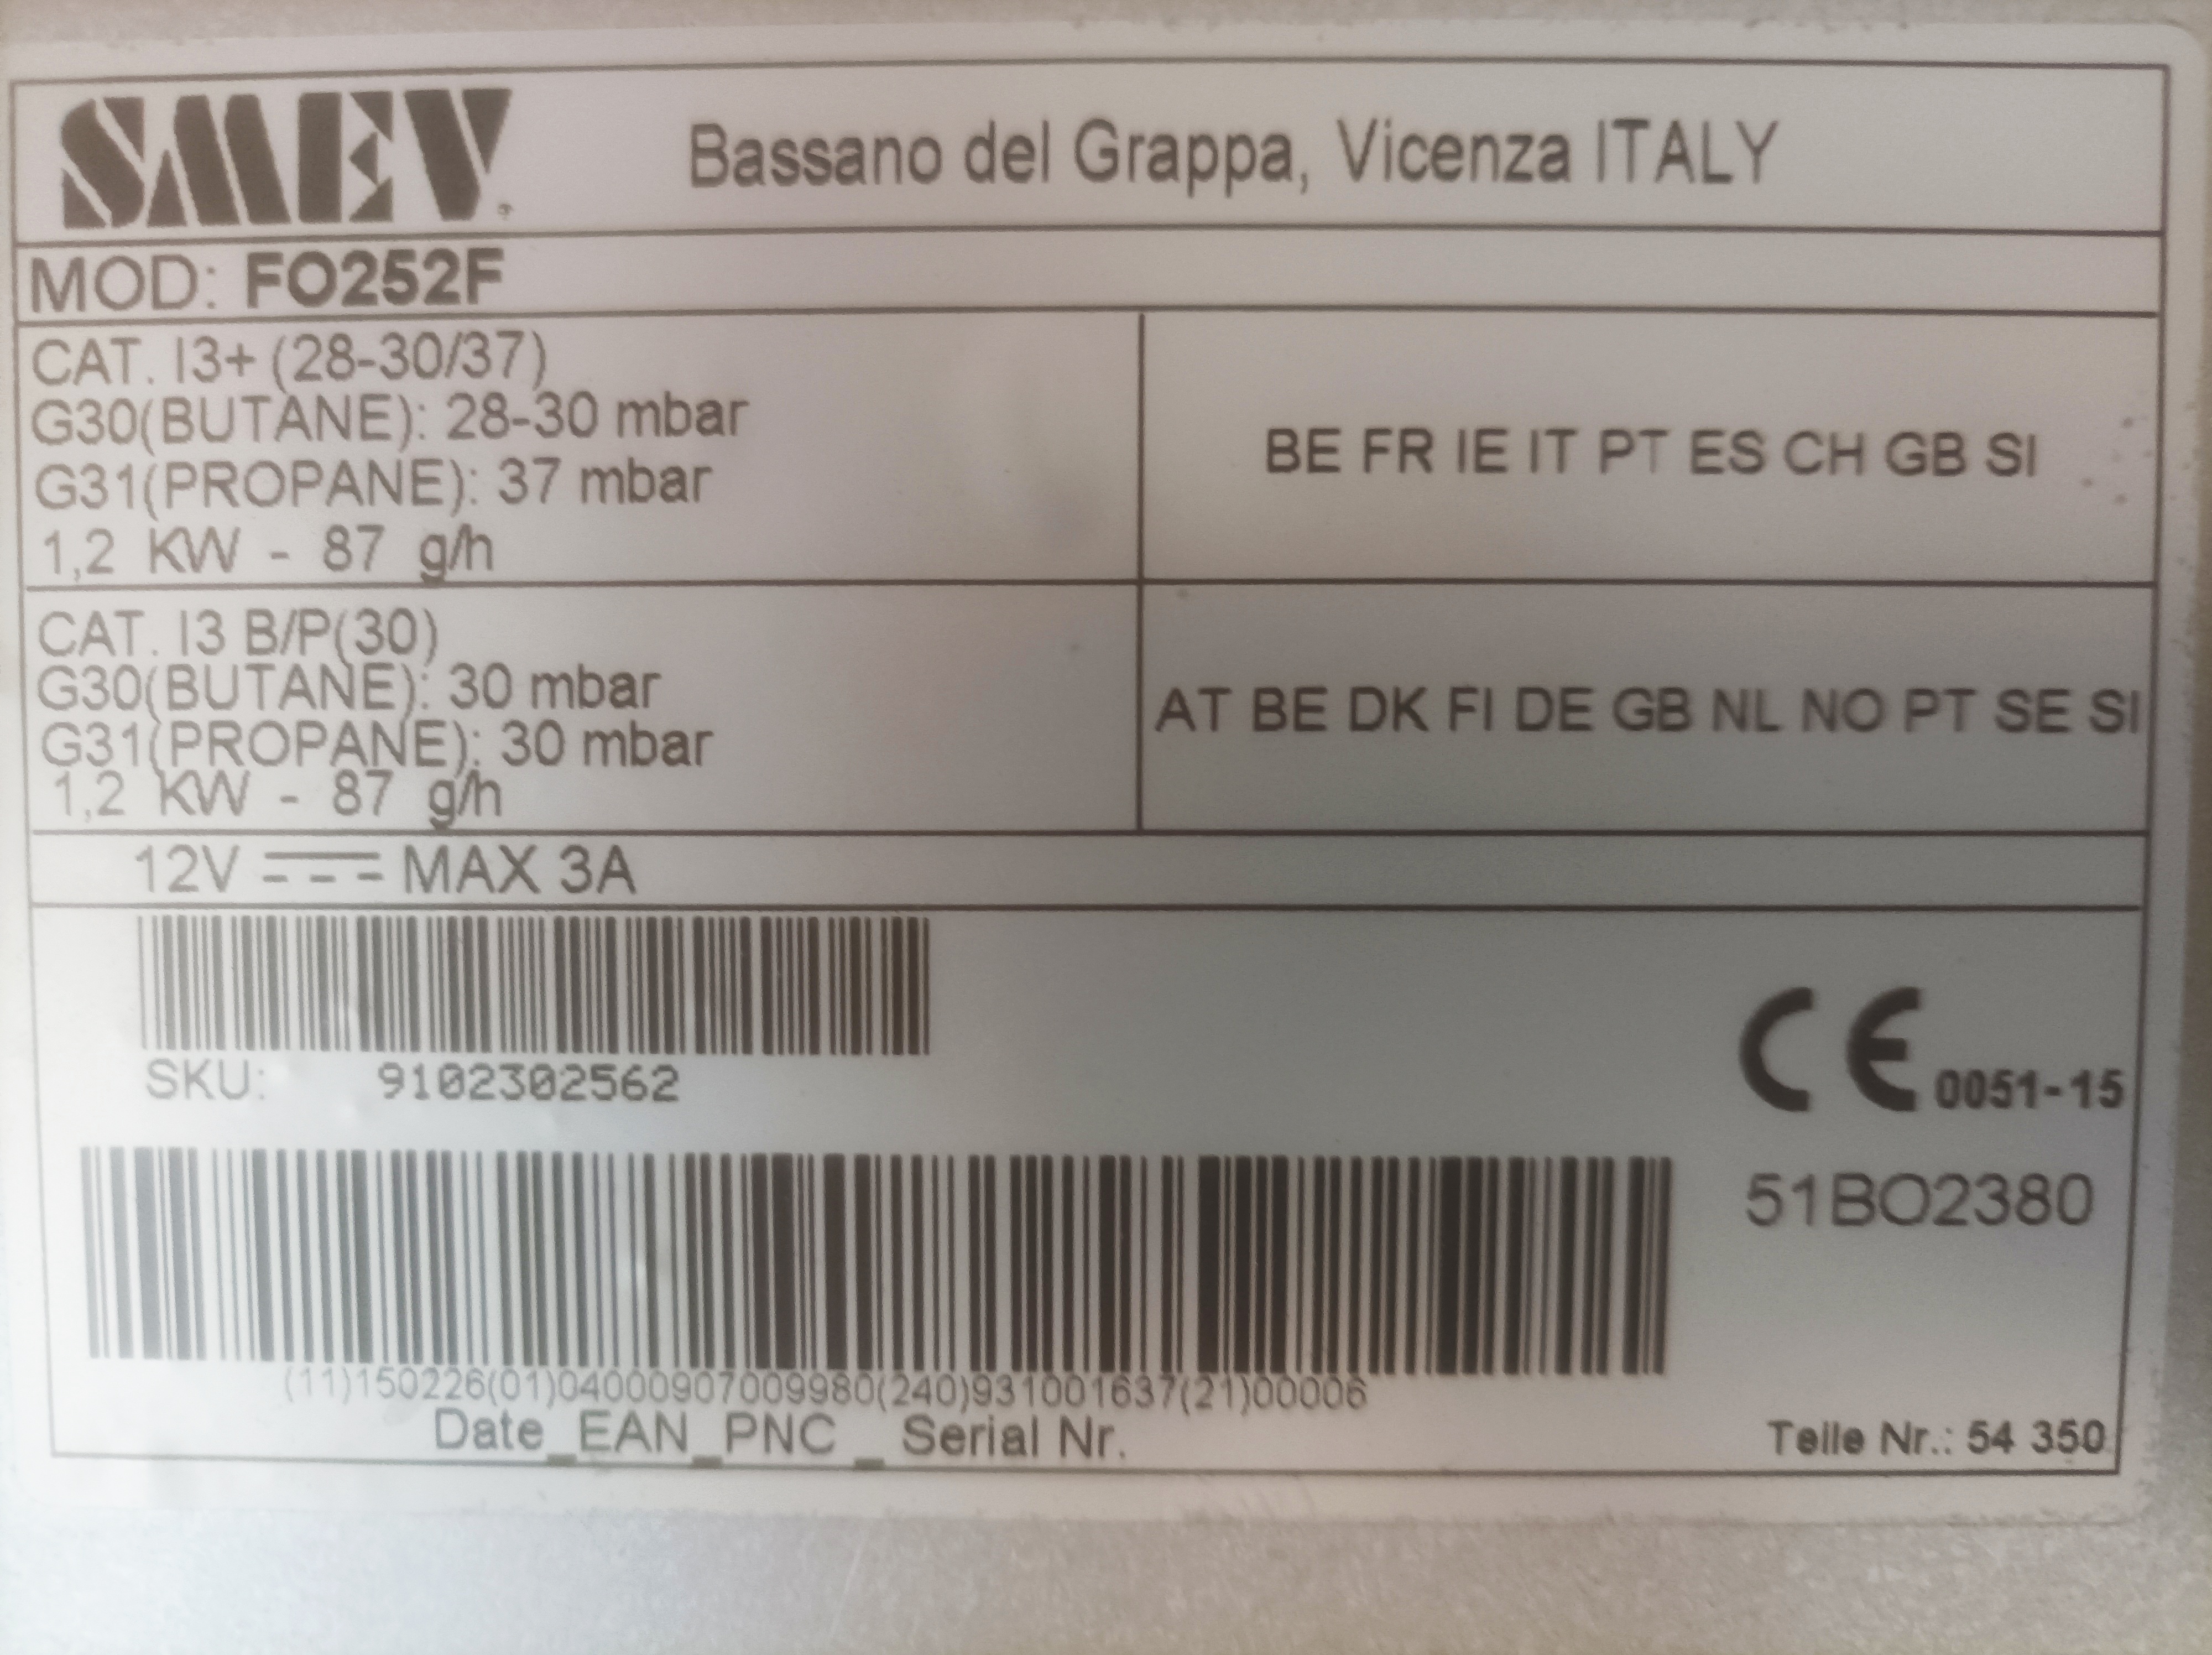 SMEV
Bassano del Grappa, Vicenza ITALY
MOD: FO252F
CAT. I3+ (28-30/37)
G30(BUTANE): 28-30 mbar
G31(PROPANE): 37 mbar
1,2 KW - 87 g/h
BE FR IE IT PT ES CH GB SI
CAT. I3 B/P(30)
G30(BUTANE): 30 mbar
G31(PROPANE): 30 mbar
1,2 KW - 87 g/h
AT BE DK FI DE GB NL NO PT SE SI
12V MAX 3A
SKU: 9102302562
CE 0051-15
51BO2380
(11)150226(01)04000907009980(240)931001637(21)00006
Date_EAN_PNC _ Serial Nr.
Teile Nr.: 54 350